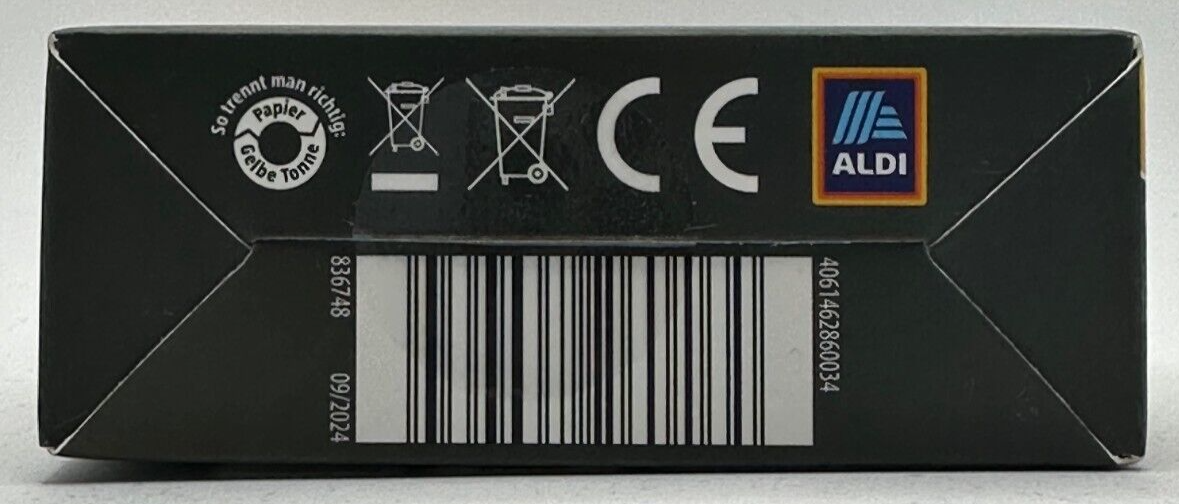 So trennt man richtig:
Papier
Gelbe Tonne
CE
ALDI
836748 09/2024
4061462860034